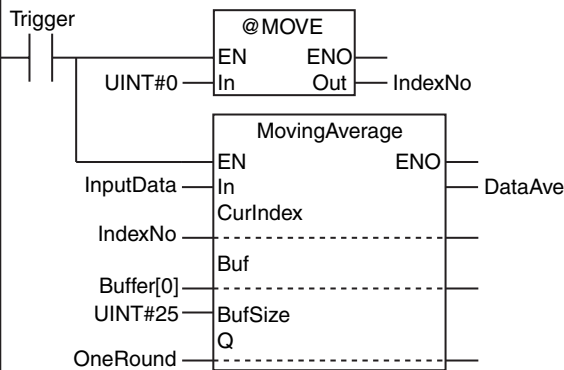 Trigger
@MOVE
EN ENO
UINT#0 In Out IndexNo
MovingAverage
EN ENO
InputData In DataAve
CurIndex
IndexNo
Buf
Buffer[0]
UINT#25 BufSize
Q
OneRound